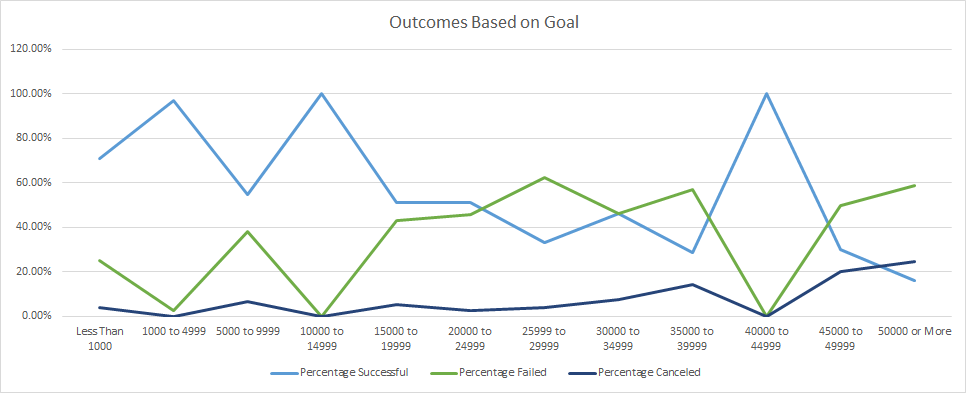 Outcomes Based on Goal
120.00%
100.00%
80.00%
60.00%
40.00%
20.00%
0.00%
Less Than 1000
1000 to 4999
5000 to 9999
10000 to 14999
15000 to 19999
20000 to 24999
25999 to 29999
30000 to 34999
35000 to 39999
40000 to 44999
45000 to 49999
50000 or More
Percentage Successful
Percentage Failed
Percentage Canceled